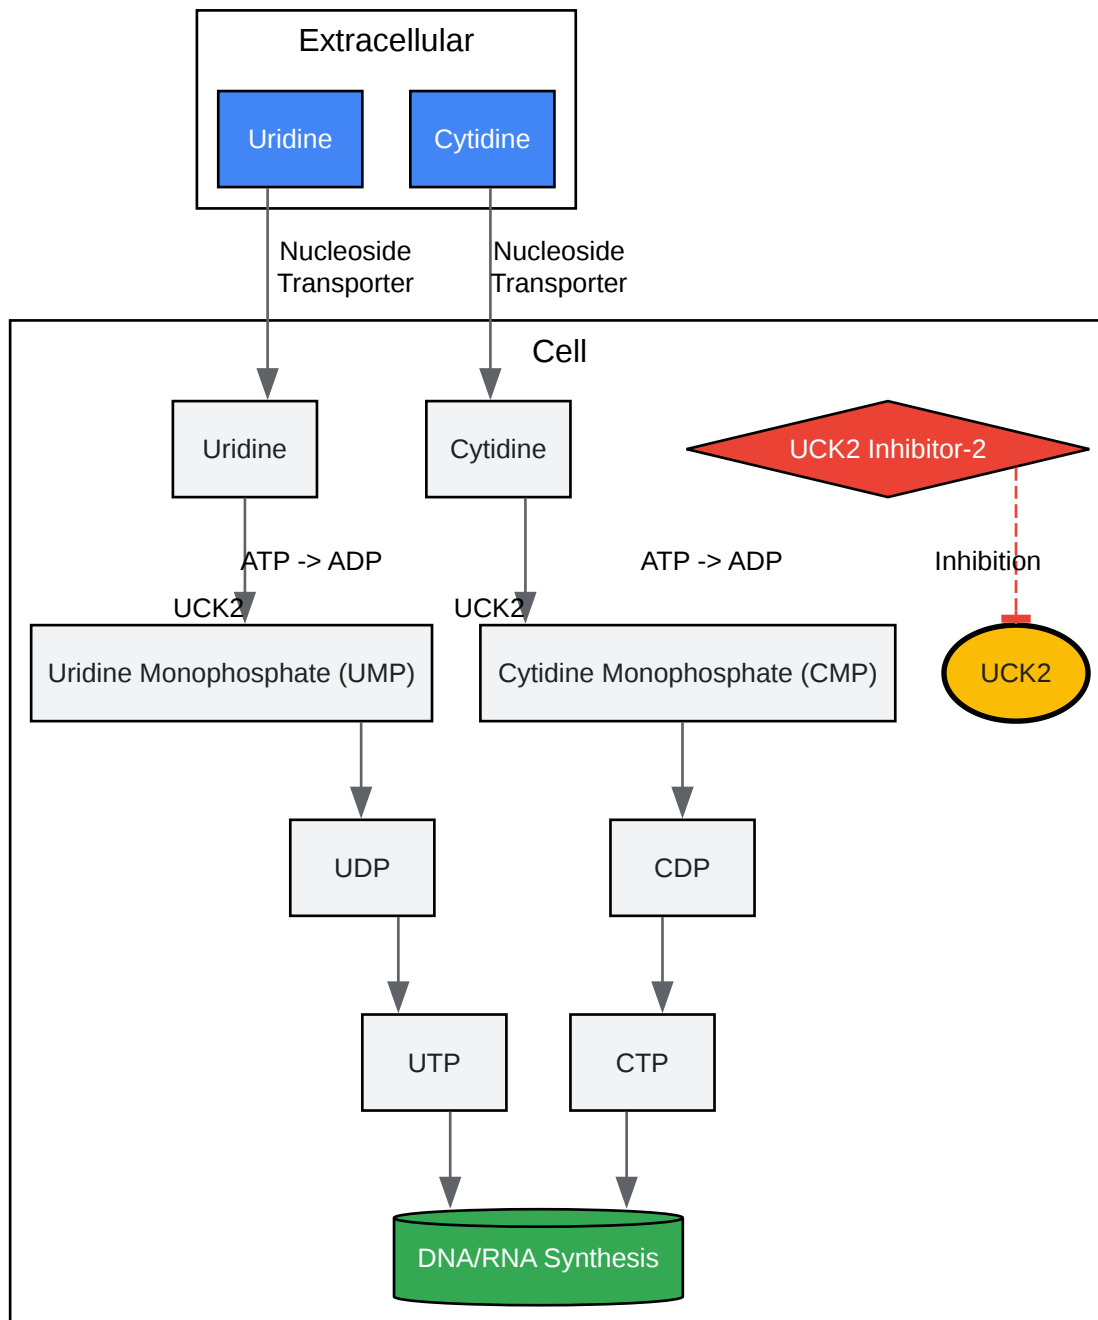 Extracellular
Uridine
Cytidine
Nucleoside
Transporter
Nucleoside
Transporter
Cell
Uridine
Cytidine
UCK2 Inhibitor-2
ATP -> ADP
ATP -> ADP
Inhibition
UCK2
UCK2
Uridine Monophosphate (UMP)
Cytidine Monophosphate (CMP)
UCK2
UDP
CDP
UTP
CTP
DNA/RNA Synthesis